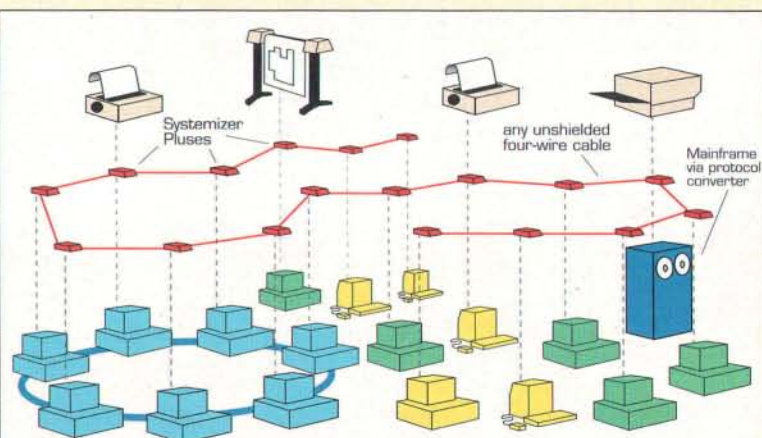 Systemizer
Pluses
any unshielded
four-wire cable
Mainframe
via protocol
converter